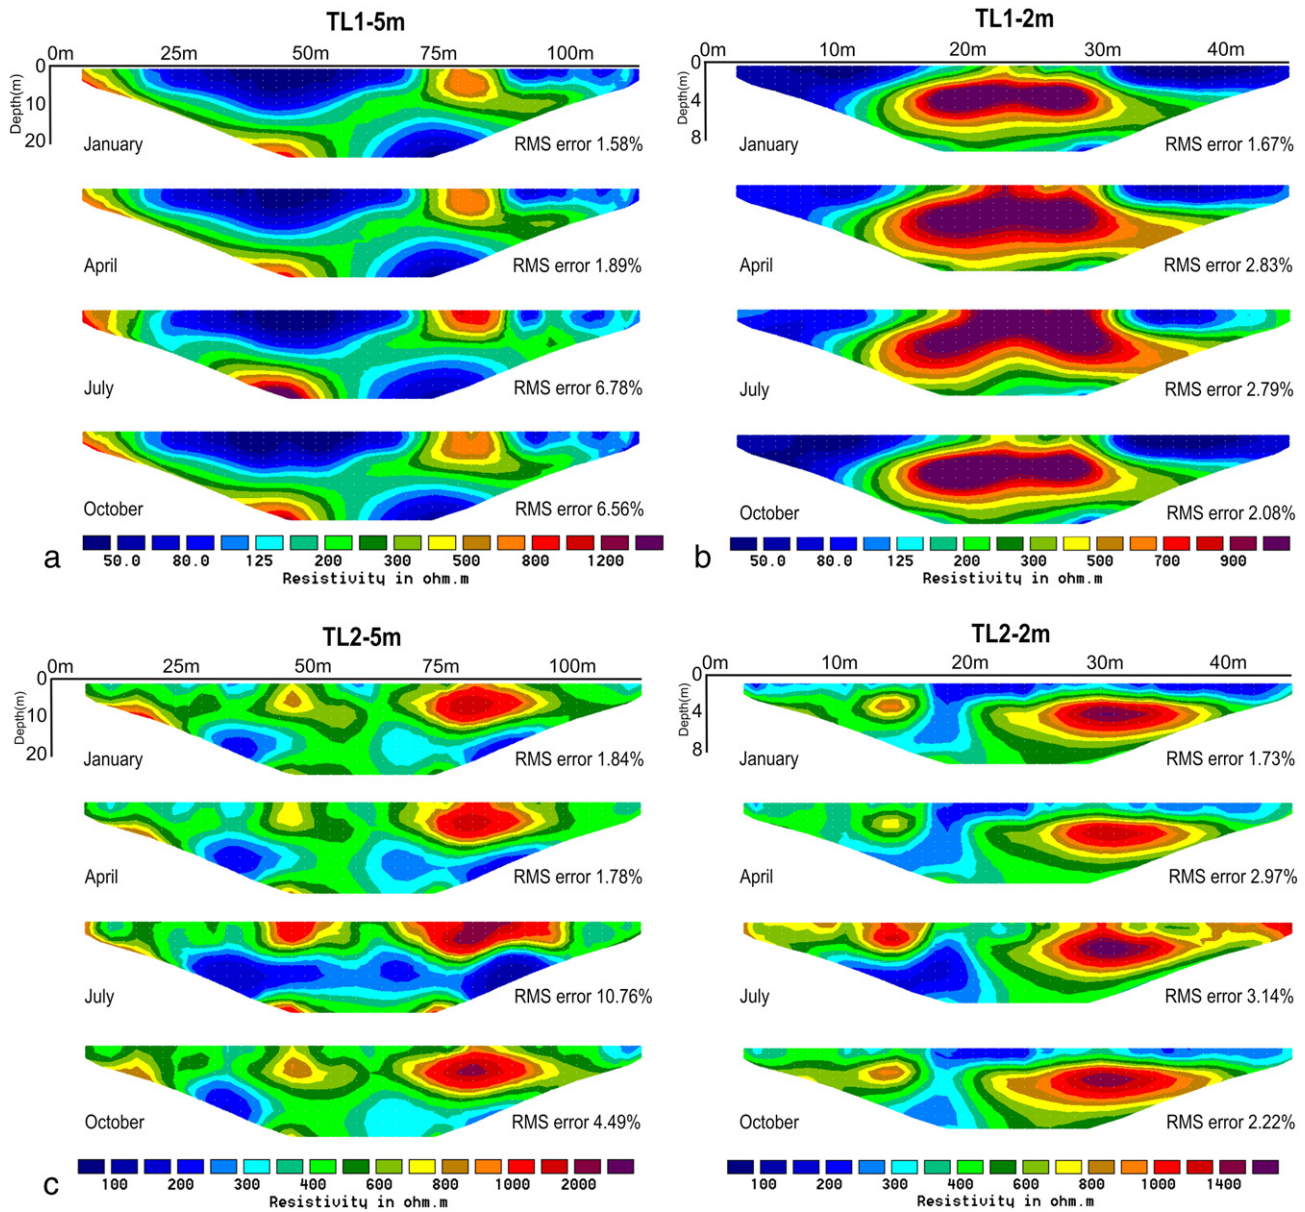 TL1-5m
0m 25m 50m 75m 100m
Depth(m)
0
10
20
January RMS error 1.58%
April RMS error 1.89%
July RMS error 6.78%
October RMS error 6.56%
a
50.0 80.0 125 200 300 500 800 1200
Resistivity in ohm.m
TL1-2m
0m 10m 20m 30m 40m
Depth(m)
0
4
8
January RMS error 1.67%
April RMS error 2.83%
July RMS error 2.79%
October RMS error 2.08%
b
50.0 80.0 125 200 300 500 700 900
Resistivity in ohm.m
TL2-5m
0m 25m 50m 75m 100m
Depth(m)
0
10
20
January RMS error 1.84%
April RMS error 1.78%
July RMS error 10.76%
October RMS error 4.49%
c
100 200 300 400 600 800 1000 2000
Resistivity in ohm.m
TL2-2m
0m 10m 20m 30m 40m
Depth(m)
0
4
8
January RMS error 1.73%
April RMS error 2.97%
July RMS error 3.14%
October RMS error 2.22%
100 200 300 400 600 800 1000 1400
Resistivity in ohm.m